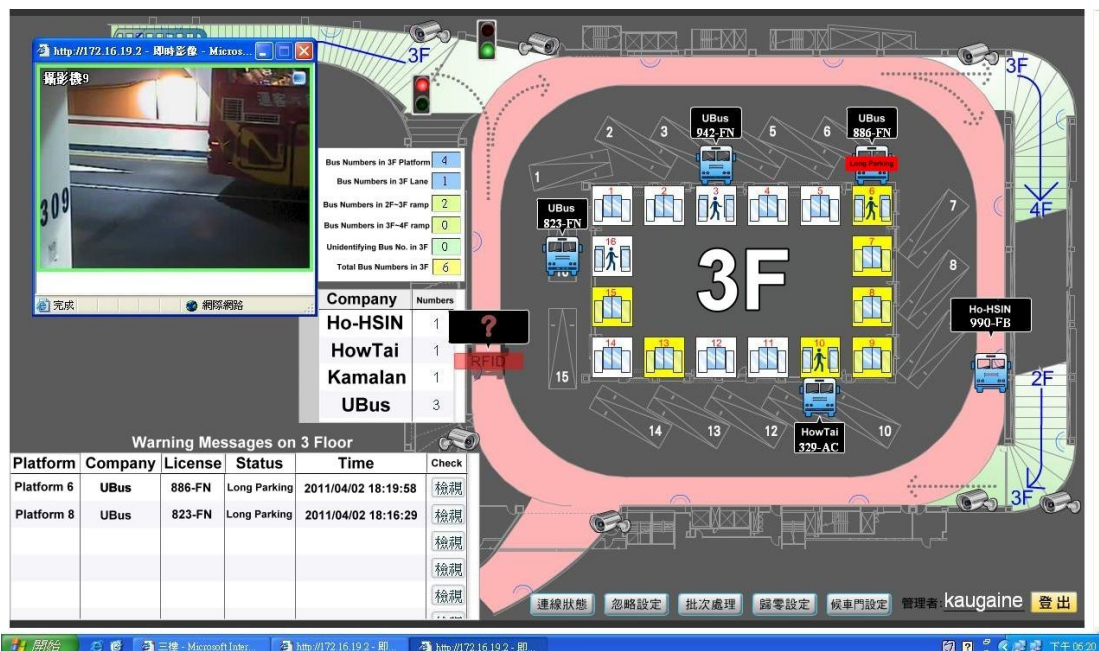 http://172.16.19.2 - 即時影像 - Micros...
攝影機9
309
完成
網際網路
3F
3F
4F
2F
3F
Bus Numbers in 3F Platform 4
Bus Numbers in 3F Lane 1
Bus Numbers in 2F~3F ramp 2
Bus Numbers in 3F~4F ramp 0
Unidentifying Bus No. in 3F 0
Total Bus Numbers in 3F 6
Company Numbers
Ho-HSIN 1
HowTai 1
Kamalan 1
UBus 3
?
RFID
UBus
942-FN
UBus
886-FN
Long Parking
UBus
823-FN
Ho-HSIN
990-FB
HowTai
329-AC
1
2
3
5
6
7
8
10
12
13
14
15
16
1 2 3 4 5 6
16 7
15 8
14 13 12 11 10 9
3F
Warning Messages on 3 Floor
Platform Company License Status Time Check
Platform 6 UBus 886-FN Long Parking 2011/04/02 18:19:58 檢視
Platform 8 UBus 823-FN Long Parking 2011/04/02 18:16:29 檢視
檢視
檢視
檢視
連線狀態 忽略設定 批次處理 歸零設定 候車門設定 管理者: kaugaine 登出
開始 三樓 - Microsoft Inter... http://172.16.19.2 - 即... http://172.16.19.2 - 即... 下午 06:20